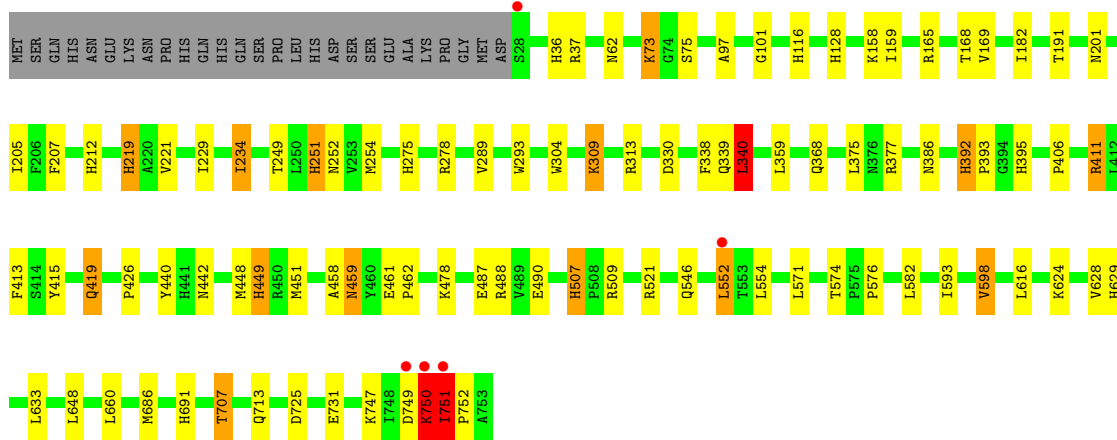 MET SER GLN HIS ASN GLU LYS ASN PRO HIS GLN HIS GLN SER PRO LEU HIS ASP SER SER GLU ALA LYS PRO GLY MET ASP S28 H36 R37 N62 K73 G74 S75 A97 G101 H116 H128 K158 I159 R165 T168 V169 I182 T191 N201
I205 F206 F207 H212 H219 A220 V221 I229 I234 T249 L250 H251 N252 V253 M254 H275 R278 V289 W293 W304 K309 R313 D330 F338 Q339 L340 L359 Q368 L375 N376 R377 N386 H392 P393 G394 H395 P406 R411 L412
F413 S414 Y415 Q419 P426 Y440 H441 N442 M448 H449 R450 M451 A458 N459 Y460 E461 P462 K478 E487 R488 V489 E490 H507 P508 R509 R521 Q546 L552 T553 L554 L571 T574 P575 P576 L582 I593 V598 L616 K624 V628 H629
L633 L648 L660 M686 H691 T707 Q713 D725 E731 K747 I748 D749 K750 I751 P752 A753